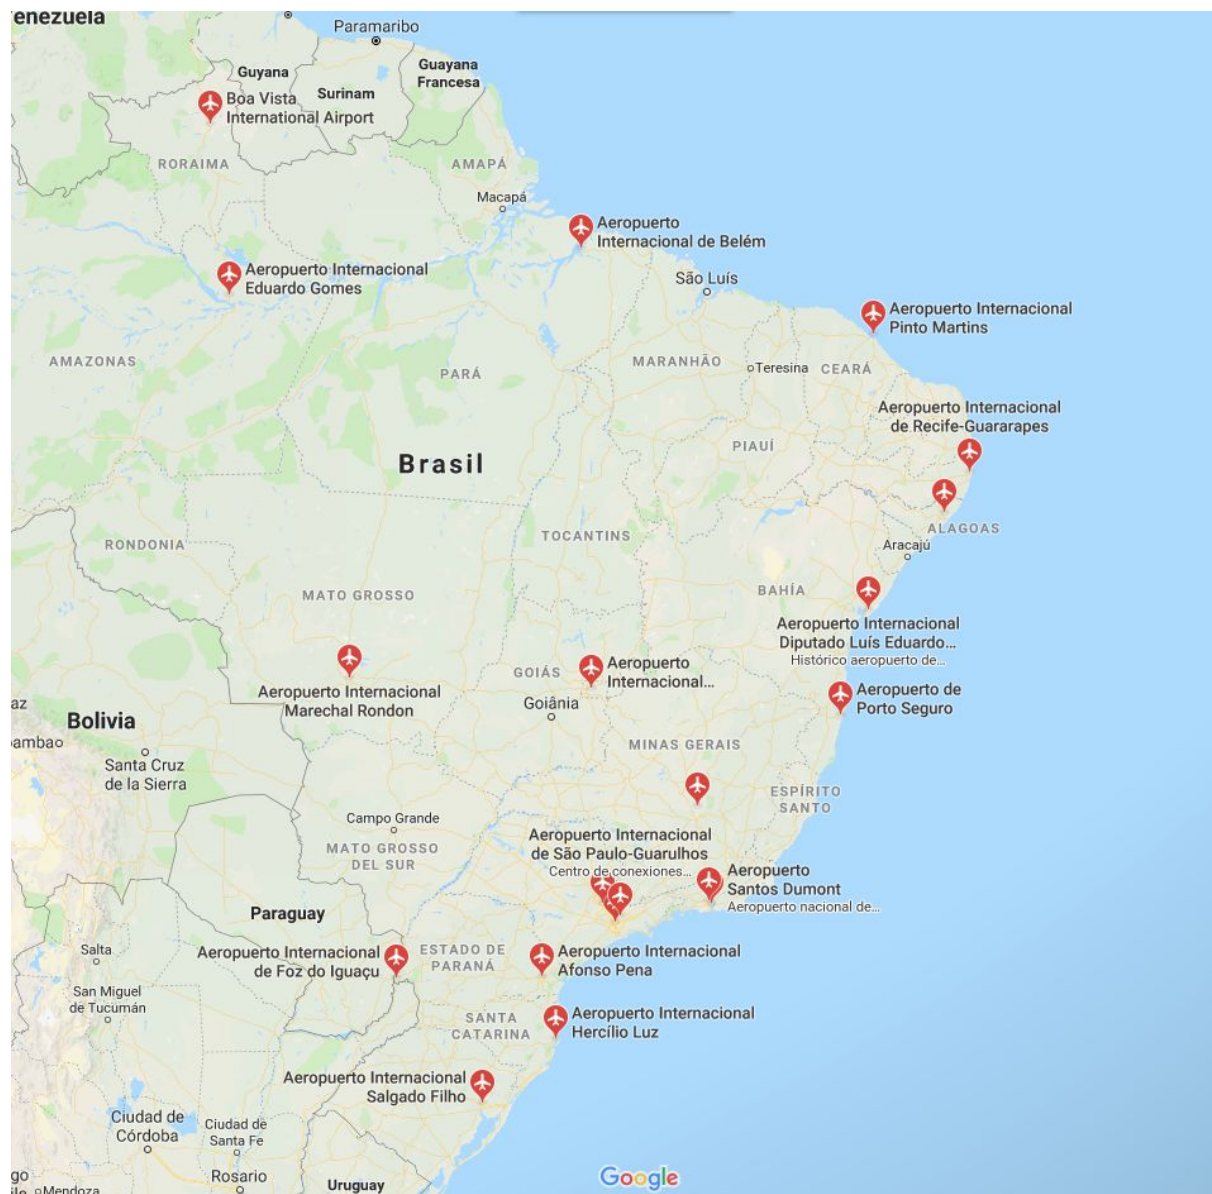 enezuela
Paramaribo
Guyana
Surinam
Guayana
Francesa
Boa Vista
International Airport
RORAIMA
AMAPÁ
Macapá
Aeropuerto
Internacional de Belém
Aeropuerto Internacional
Eduardo Gomes
São Luís
Aeropuerto Internacional
Pinto Martins
AMAZONAS
PARÁ
MARANHÃO
Teresina
CEARÁ
Aeropuerto Internacional
de Recife-Guararapes
PIAUÍ
Brasil
ALAGOAS
TOCANTINS
RONDONIA
Aracajú
MATO GROSSO
BAHÍA
Aeropuerto Internacional
Diputado Luís Eduardo...
Histórico aeropuerto de...
GOIÁS
Aeropuerto
Internacional...
Aeropuerto Internacional
Marechal Rondon
Goiânia
Aeropuerto de
Porto Seguro
az
Bolivia
ambao
Santa Cruz
de la Sierra
MINAS GERAIS
ESPÍRITO
SANTO
Campo Grande
MATO GROSSO
DEL SUR
Aeropuerto Internacional
de São Paulo-Guarulhos
Centro de conexiones...
Aeropuerto
Santos Dumont
Aeropuerto nacional de...
Paraguay
Salta
Aeropuerto Internacional
de Foz do Iguaçu
ESTADO DE
PARANÁ
Aeropuerto Internacional
Afonso Pena
San Miguel
de Tucumán
SANTA
CATARINA
Aeropuerto Internacional
Hercílio Luz
Aeropuerto Internacional
Salgado Filho
Ciudad de
Córdoba
Ciudad de
Santa Fe
go
Mendoza
Rosario
Uruguay
Google